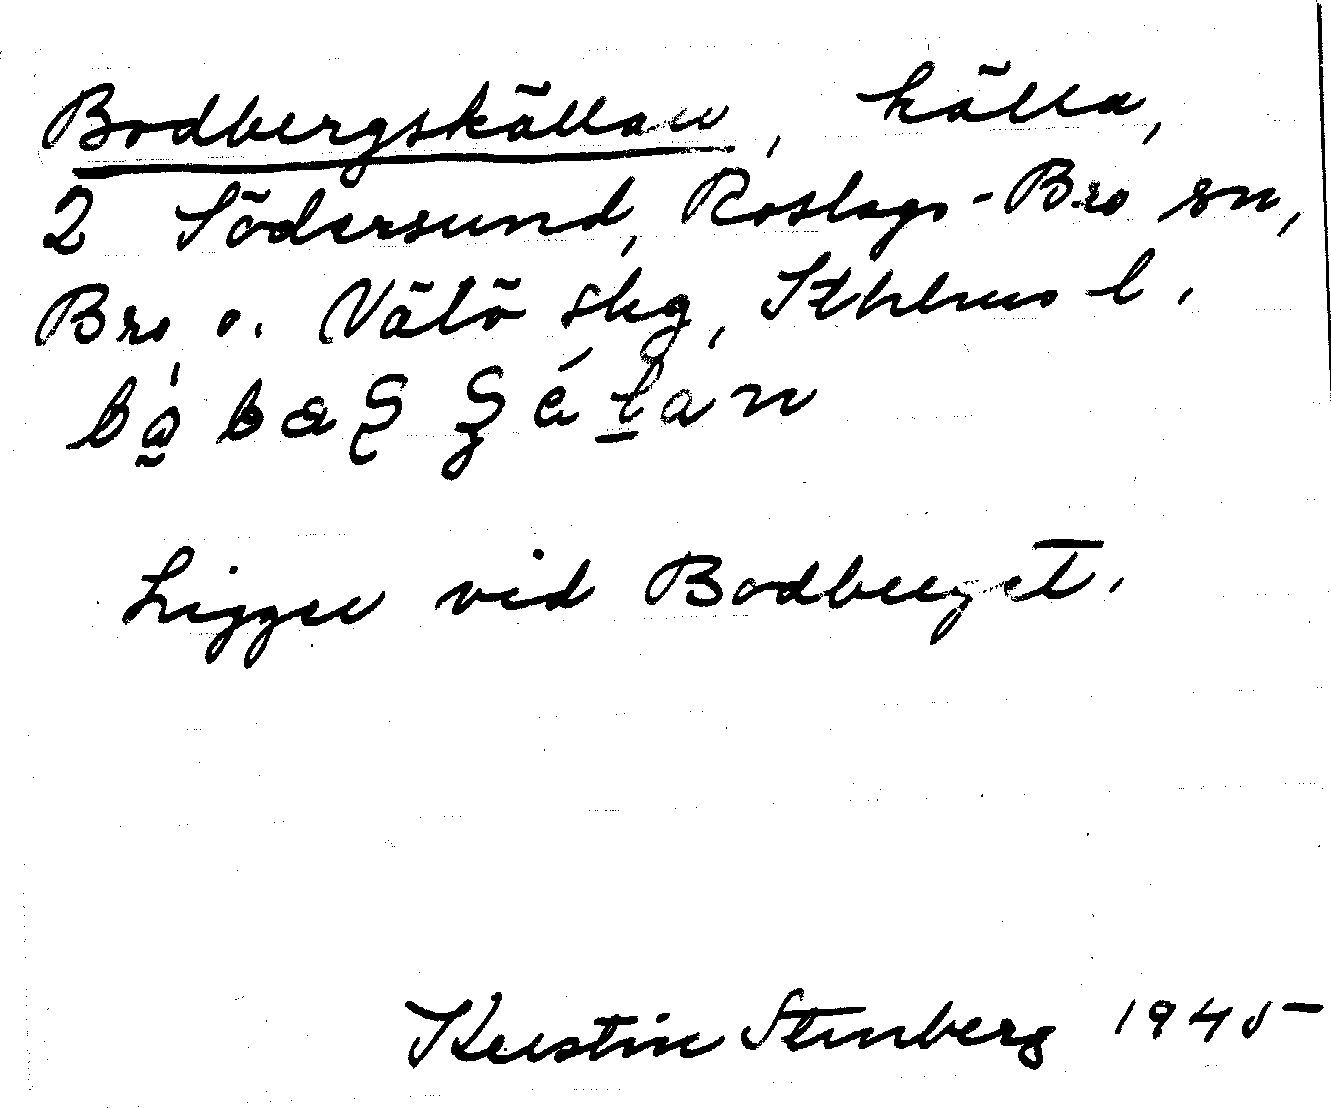 Bodbergskällan, källa,
2 Södersund, Roslags-Bro sn,
Bro o. Vätö skg, Sthlms l.
Ligger vid Bodberget.
Kerstin Stenberg 1945